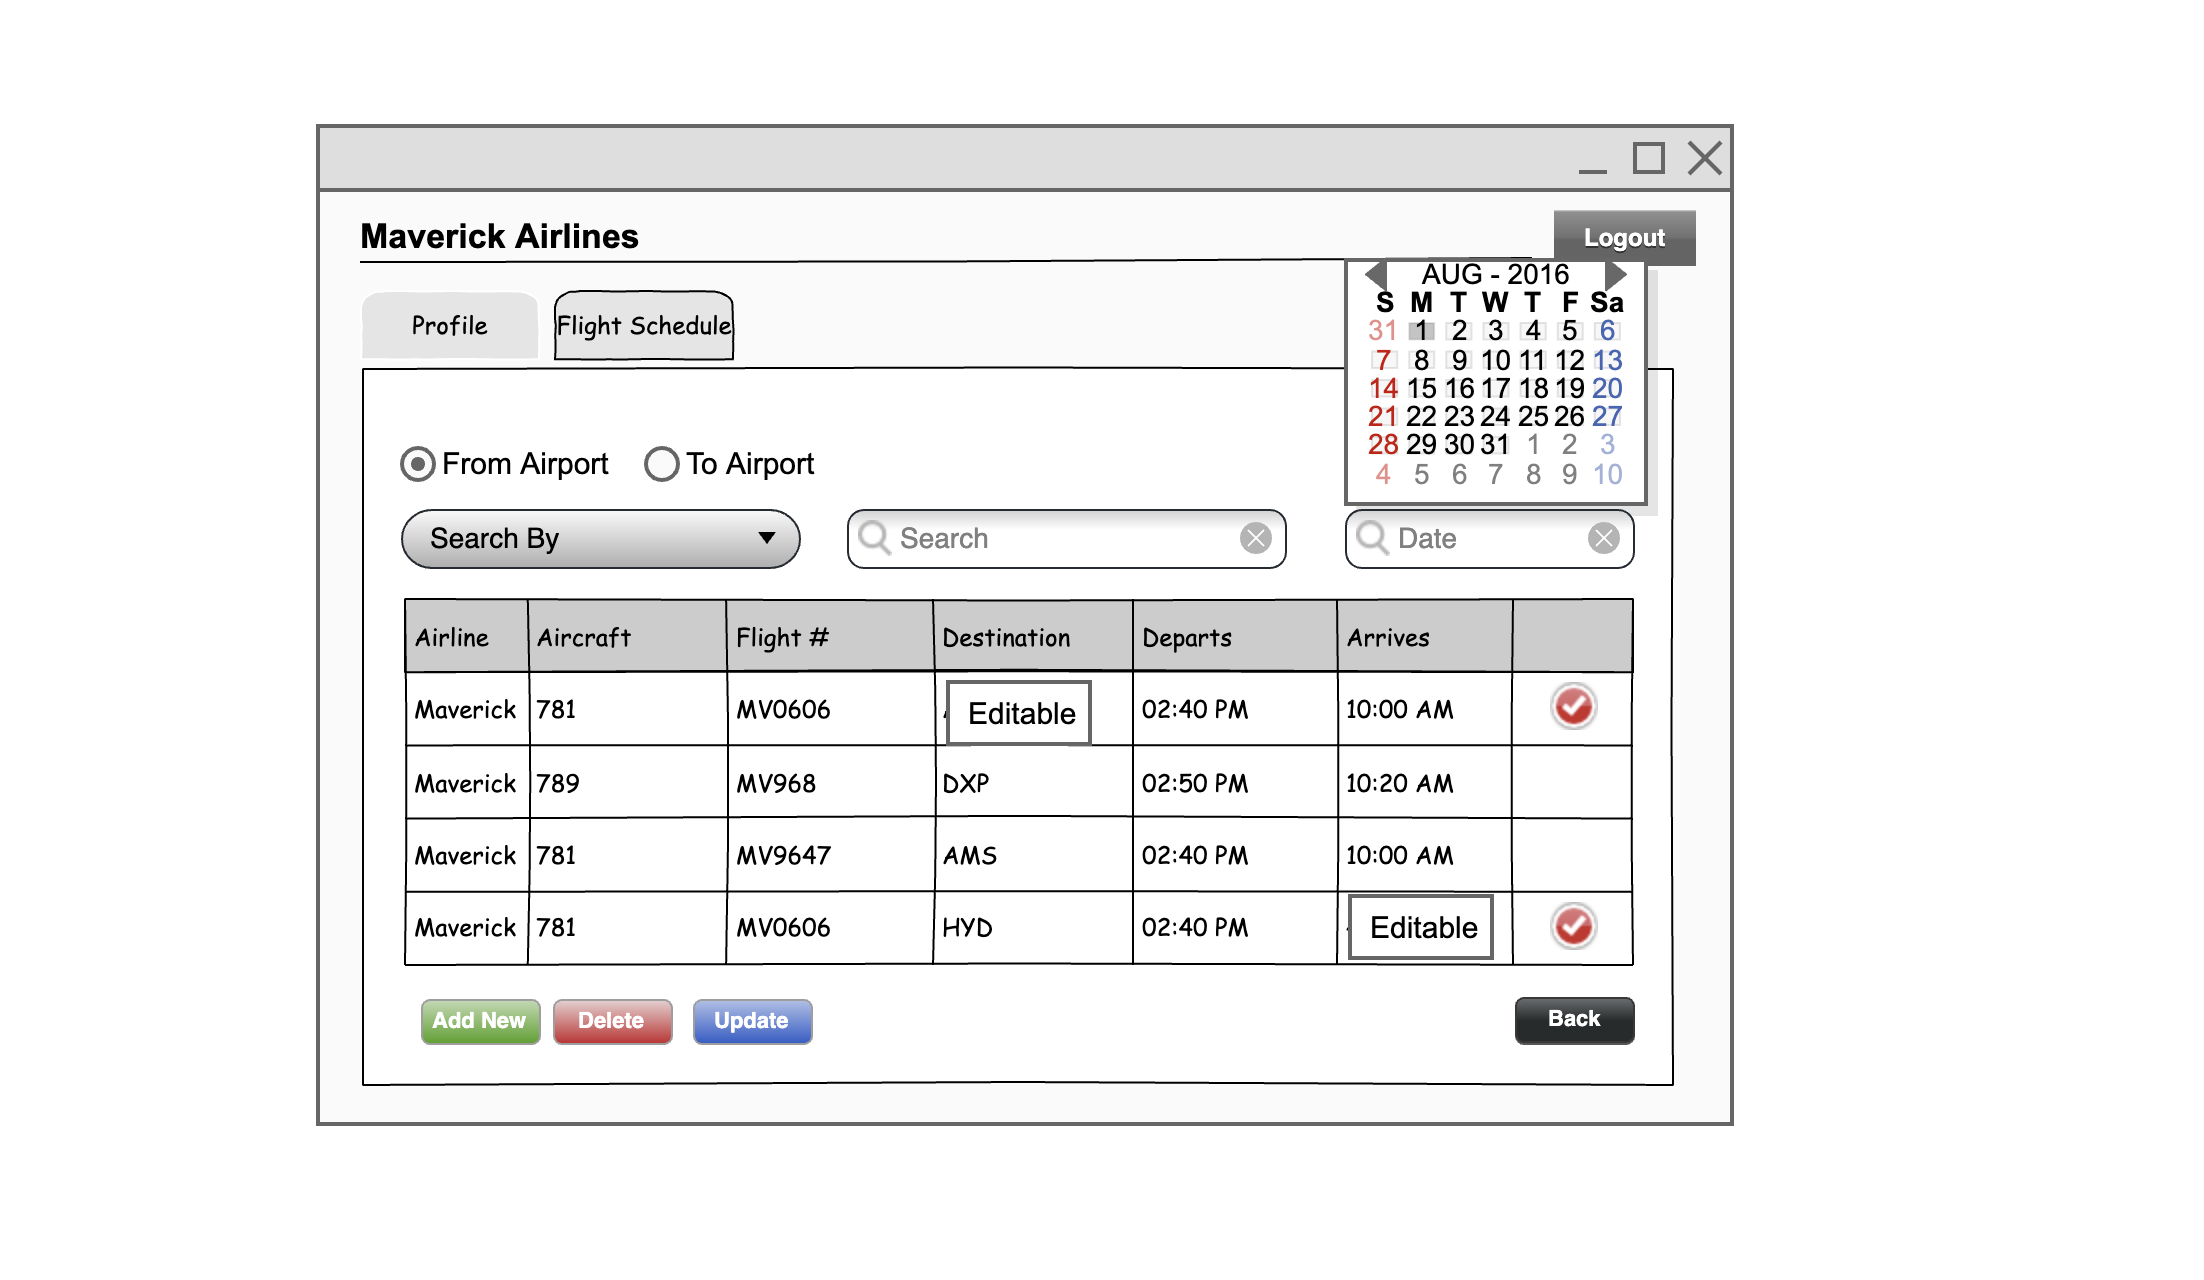 Maverick Airlines
Logout
Profile
Flight Schedule
AUG - 2016
S M T W T F Sa
31 1 2 3 4 5 6
7 8 9 10 11 12 13
14 15 16 17 18 19 20
21 22 23 24 25 26 27
28 29 30 31 1 2 3
4 5 6 7 8 9 10
From Airport
To Airport
Search By
Search
Date
Airline Aircraft Flight # Destination Departs Arrives
Maverick 781 MV0606 Editable 02:40 PM 10:00 AM
Maverick 789 MV968 DXP 02:50 PM 10:20 AM
Maverick 781 MV9647 AMS 02:40 PM 10:00 AM
Maverick 781 MV0606 HYD 02:40 PM Editable
Add New
Delete
Update
Back